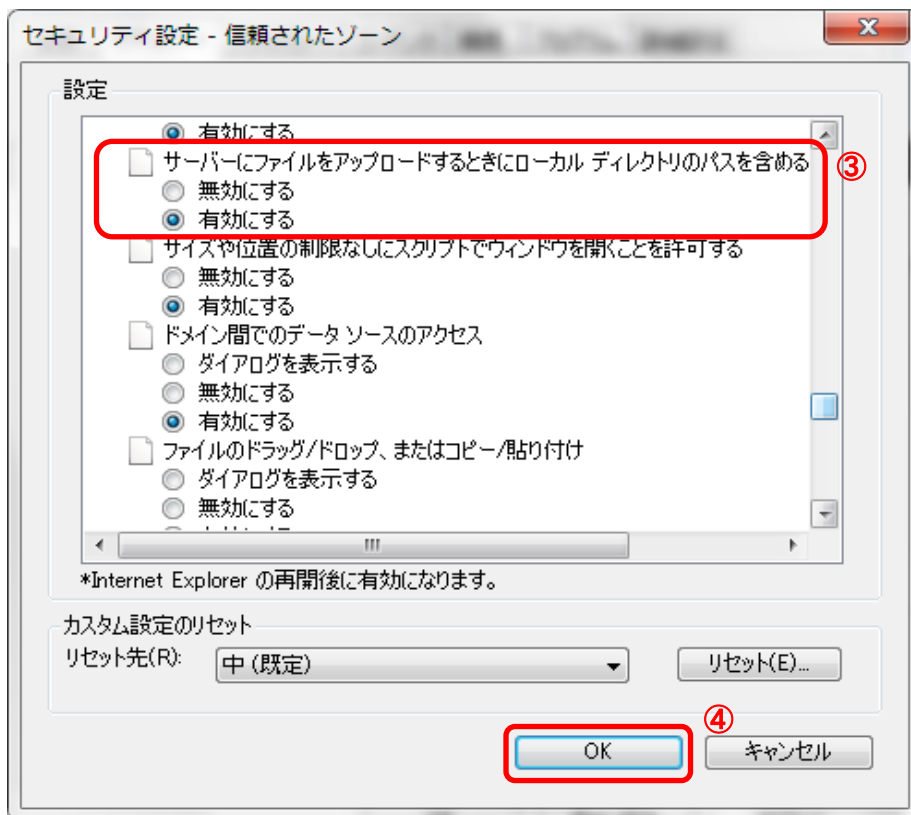 セキュリティ設定 - 信頼されたゾーン
設定
有効にする
サーバーにファイルをアップロードするときにローカル ディレクトリのパスを含める
③
無効にする
有効にする
サイズや位置の制限なしにスクリプトでウィンドウを開くことを許可する
無効にする
有効にする
ドメイン間でのデータ ソースのアクセス
ダイアログを表示する
無効にする
有効にする
ファイルのドラッグ/ドロップ、またはコピー/貼り付け
ダイアログを表示する
無効にする
*Internet Explorer の再開後に有効になります。
カスタム設定のリセット
リセット先(R):
中 (既定)
リセット(E)...
④
OK
キャンセル